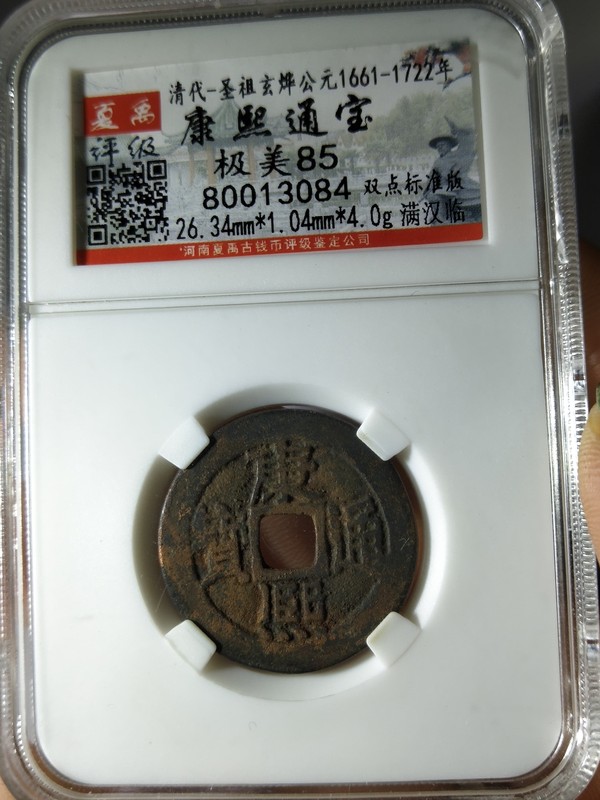 清代-圣祖玄烨公元1661-1722年
夏禹
评级
康熙通宝
极美85
80013084 双点标准版
26.34mm*1.04mm*4.0g 满汉临
河南夏禹古钱币评级鉴定公司
康
寶 通
熙